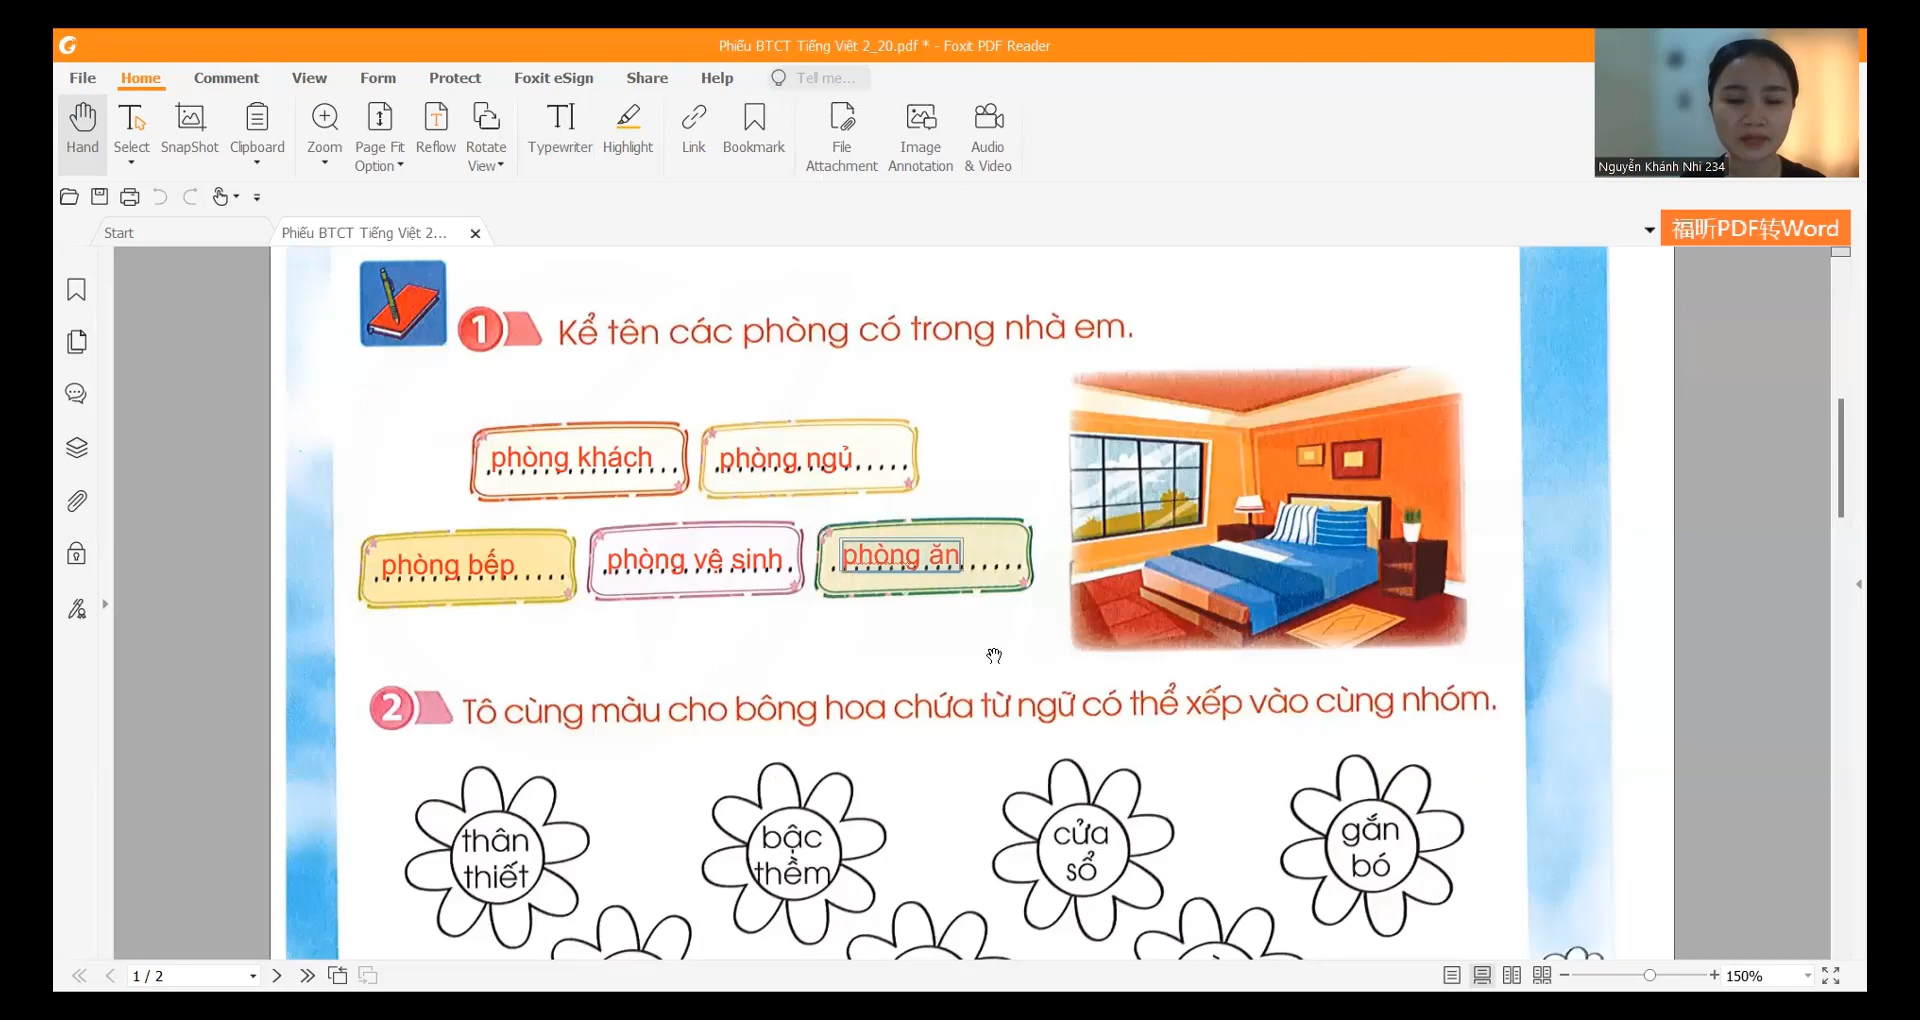 Phiếu BTCT Tiếng Việt 2_20.pdf * - Foxit PDF Reader
File Home Comment View Form Protect Foxit eSign Share Help Tell me...
Hand Select SnapShot Clipboard Zoom Page Fit Option Reflow Rotate View Typewriter Highlight Link Bookmark File Attachment Image Annotation Audio & Video
Nguyễn Khánh Nhi 234
Start Phiếu BTCT Tiếng Việt 2...
福昕PDF转Word
1 Kể tên các phòng có trong nhà em.
phòng khách phòng ngủ
phòng bếp phòng vệ sinh phòng ăn
2 Tô cùng màu cho bông hoa chứa từ ngữ có thể xếp vào cùng nhóm.
thân thiết
bậc thềm
cửa sổ
gắn bó
1 / 2
150%